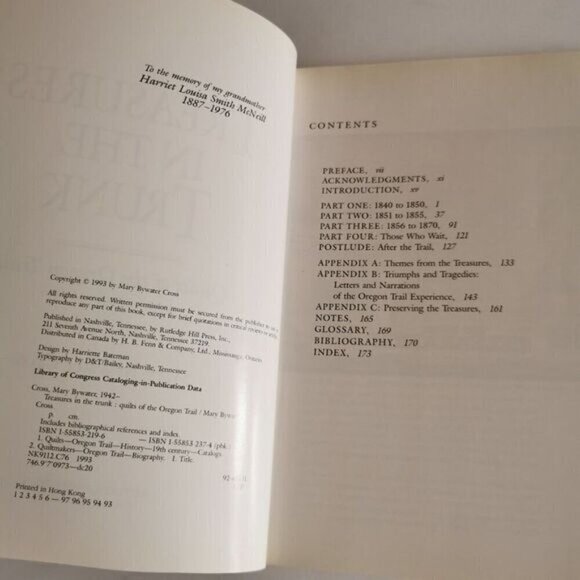 To the memory of my grandmother
Harriet Louisa Smith McNeill
1887–1976
Copyright © 1993 by Mary Bywater Cross
All rights reserved. Written permission must be secured from the publisher to use or
reproduce any part of this book, except for brief quotations in critical reviews or articles.
Published in Nashville, Tennessee, by Rutledge Hill Press, Inc.,
211 Seventh Avenue North, Nashville, Tennessee 37219
Distributed in Canada by H. B. Fenn & Company, Ltd., Mississauga, Ontario
Design by Harriette Bateman
Typography by D&T/Bailey, Nashville, Tennessee
Library of Congress Cataloging-in-Publication Data
Cross, Mary Bywater, 1942–
Treasures in the trunk : quilts of the Oregon Trail / Mary Bywater
Cross
p. cm.
Includes bibliographical references and index.
ISBN 1-55853-219-6 — ISBN 1-55853 237-4 (pbk.)
1. Quilts—Oregon Trail—History—19th century—Catalogs
2. Quiltmakers—Oregon Trail—Biography. I. Title.
NK9112.C76 1993
746.9'7'0973—dc20
Printed in Hong Kong
1 2 3 4 5 6 — 97 96 95 94 93
CONTENTS
PREFACE, vii
ACKNOWLEDGMENTS, xi
INTRODUCTION, xv
PART ONE: 1840 to 1850, 1
PART TWO: 1851 to 1855, 37
PART THREE: 1856 to 1870, 91
PART FOUR: Those Who Wait, 121
POSTLUDE: After the Trail, 127
APPENDIX A: Themes from the Treasures, 133
APPENDIX B: Triumphs and Tragedies:
Letters and Narrations
of the Oregon Trail Experience, 143
APPENDIX C: Preserving the Treasures, 161
NOTES, 165
GLOSSARY, 169
BIBLIOGRAPHY, 170
INDEX, 173